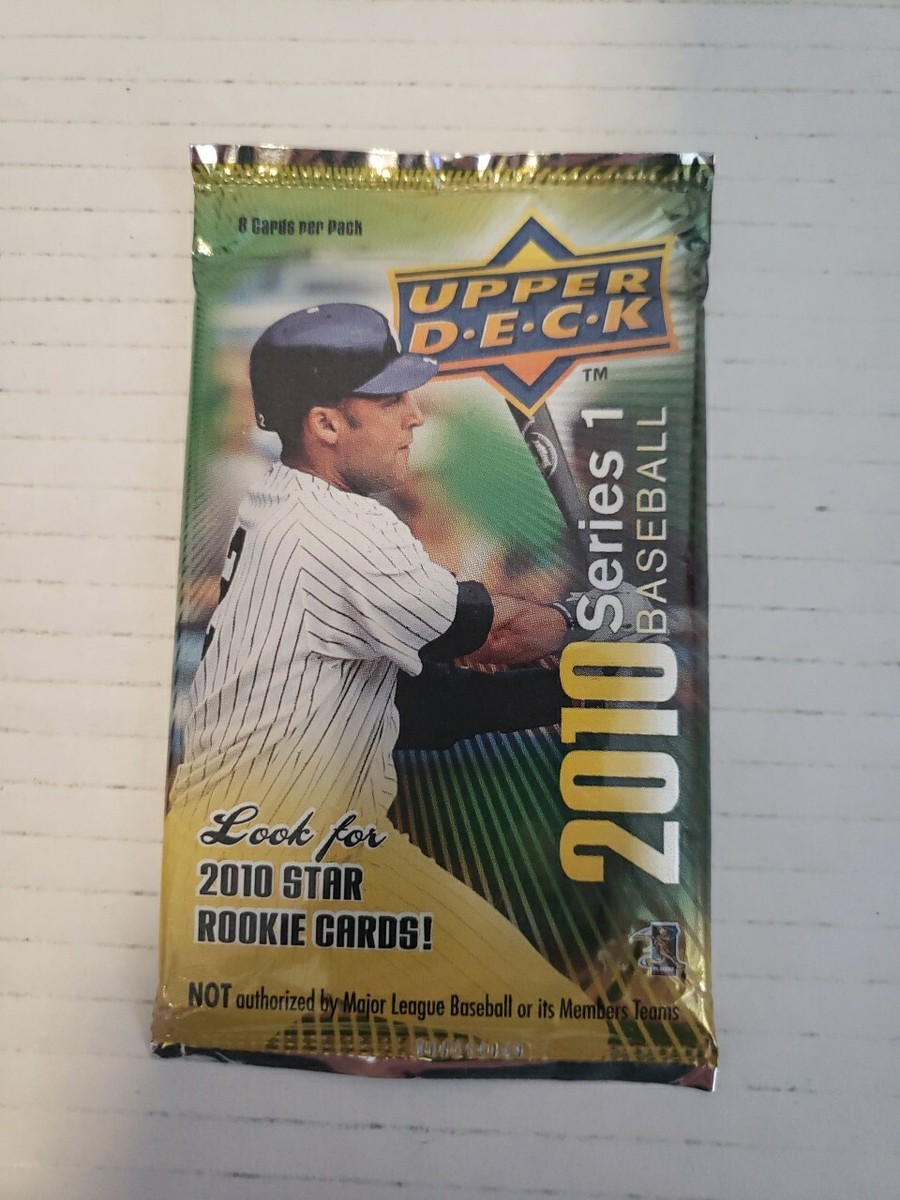 8 Cards per Pack
UPPER
D·E·C·K
TM
2010 Series 1
BASEBALL
Look for
2010 STAR
ROOKIE CARDS!
NOT authorized by Major League Baseball or its Members Teams